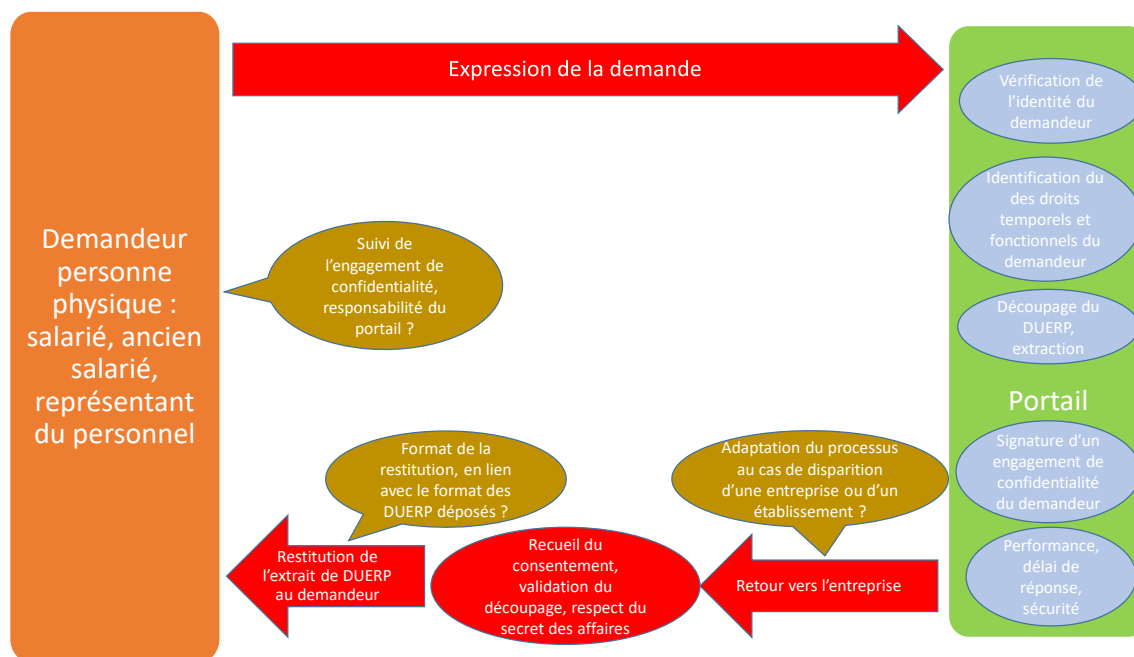 Demandeur
personne
physique :
salarié, ancien
salarié,
représentant
du personnel
Expression de la demande
Suivi de
l’engagement de
confidentialité,
responsabilité du
portail ?
Format de la
restitution, en lien
avec le format des
DUERP déposés ?
Adaptation du processus
au cas de disparition
d’une entreprise ou d’un
établissement ?
Restitution de
l’extrait de DUERP
au demandeur
Recueil du
consentement,
validation du
découpage, respect du
secret des affaires
Retour vers l’entreprise
Vérification de
l’identité du
demandeur
Identification du
des droits
temporels et
fonctionnels du
demandeur
Découpage du
DUERP,
extraction
Portail
Signature d’un
engagement de
confidentialité
du demandeur
Performance,
délai de
réponse,
sécurité